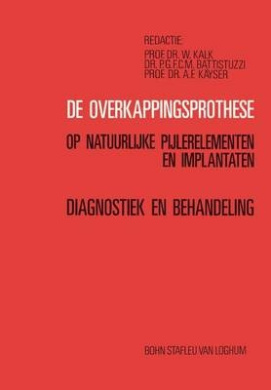 REDACTIE:
PROF. DR. W. KALK
DR. P.G.F.C.M. BATTISTUZZI
PROF. DR. A.F. KÄYSER
DE OVERKAPPINGSPROTHESE
OP NATUURLIJKE PIJLERELEMENTEN
EN IMPLANTATEN
DIAGNOSTIEK EN BEHANDELING
BOHN STAFLEU VAN LOGHUM